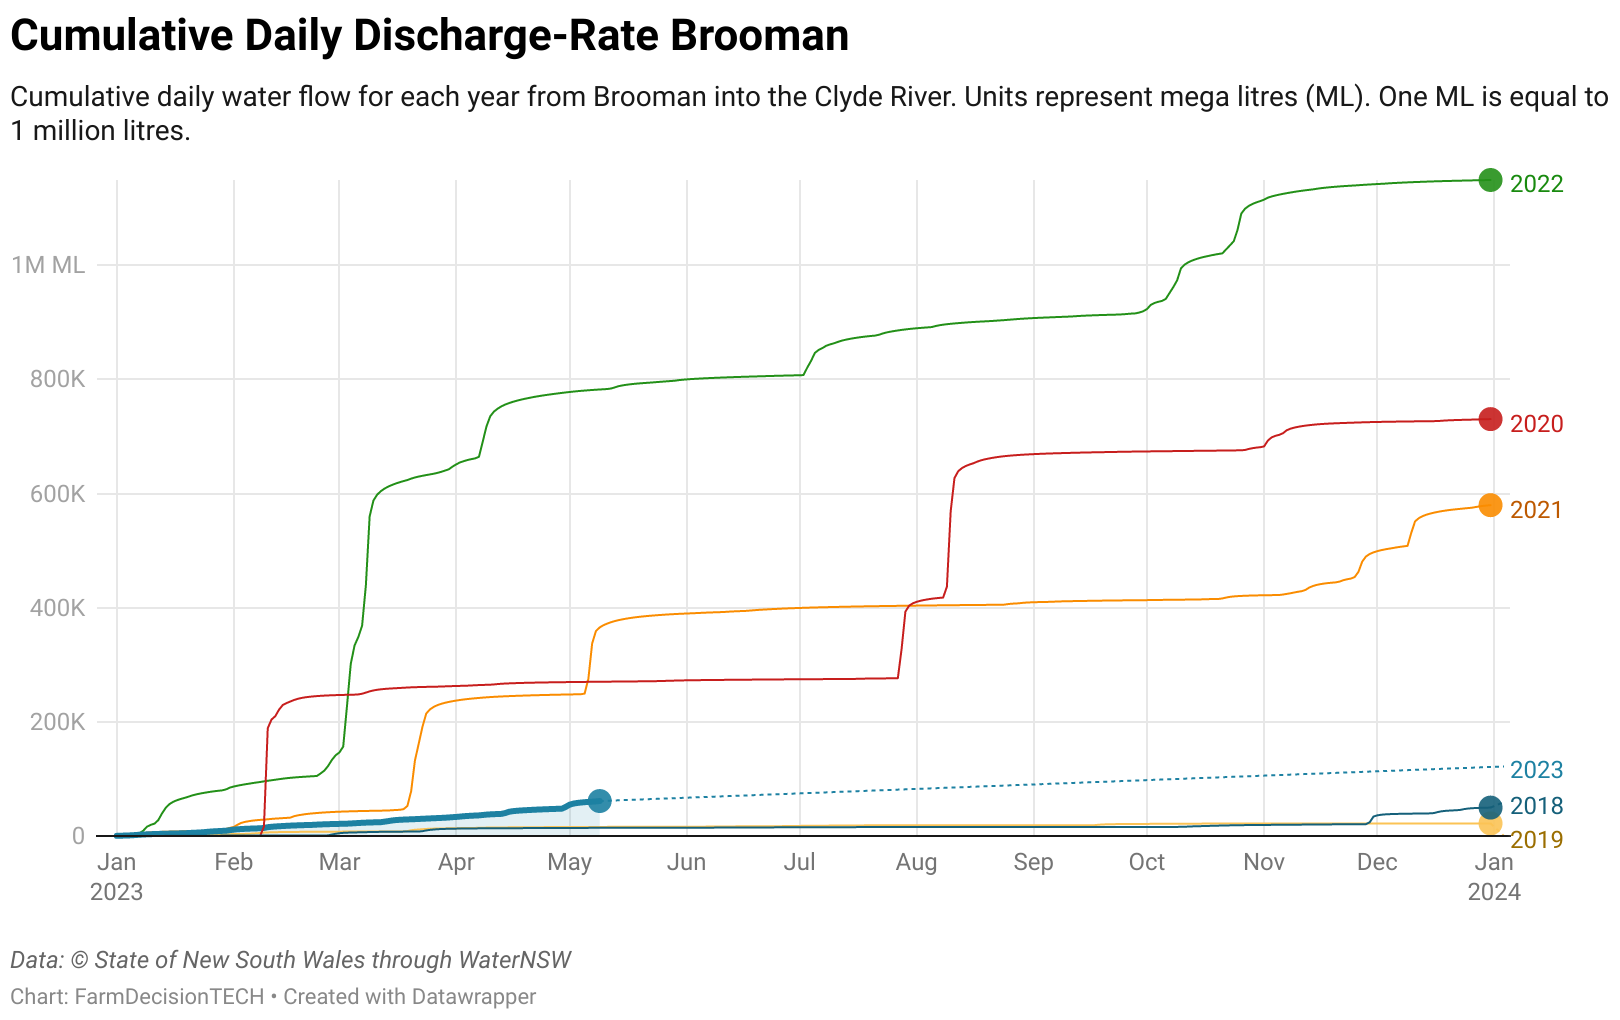 Cumulative Daily Discharge-Rate Brooman
Cumulative daily water flow for each year from Brooman into the Clyde River. Units represent mega litres (ML). One ML is equal to
1 million litres.
2022
1M ML
800K
2020
600K
2021
400K
200K
2023
2018
0
2019
Jan Feb Mar Apr May Jun Jul Aug Sep Oct Nov Dec Jan
2023 2024
Data: © State of New South Wales through WaterNSW
Chart: FarmDecisionTECH • Created with Datawrapper